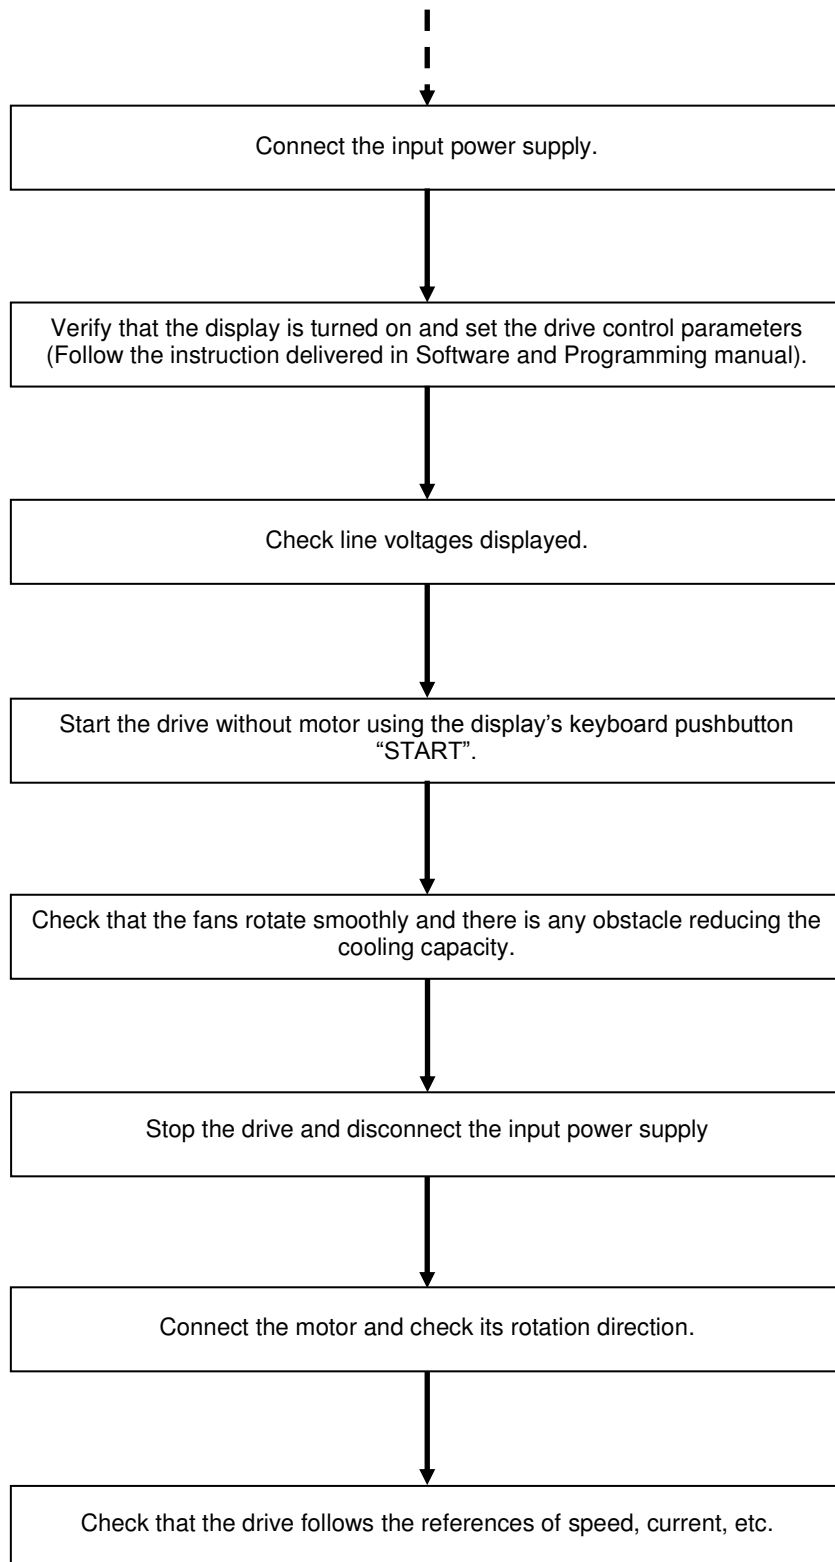 Connect the input power supply.
Verify that the display is turned on and set the drive control parameters
(Follow the instruction delivered in Software and Programming manual).
Check line voltages displayed.
Start the drive without motor using the display’s keyboard pushbutton
“START”.
Check that the fans rotate smoothly and there is any obstacle reducing the
cooling capacity.
Stop the drive and disconnect the input power supply
Connect the motor and check its rotation direction.
Check that the drive follows the references of speed, current, etc.